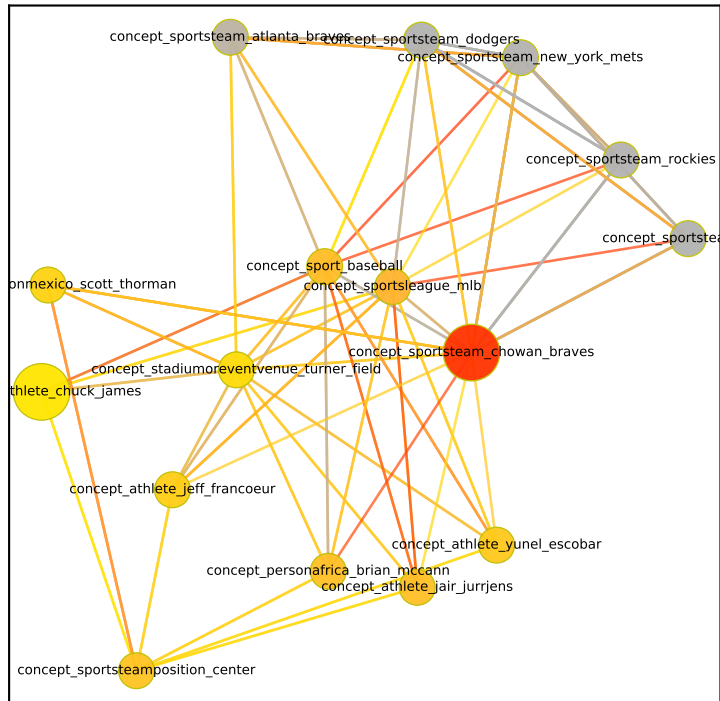 concept_sportsteam_atlanta_braves
concept_sportsteam_dodgers
concept_sportsteam_new_york_mets
concept_sportsteam_rockies
concept_sportstea
concept_sport_baseball
onmexico_scott_thorman
concept_sportsleague_mlb
concept_sportsteam_chowan_braves
concept_stadiumoreventvenue_turner_field
thlete_chuck_james
concept_athlete_jeff_francoeur
concept_athlete_yunel_escobar
concept_personafrica_brian_mccann
concept_athlete_jair_jurrjens
concept_sportsteamposition_center